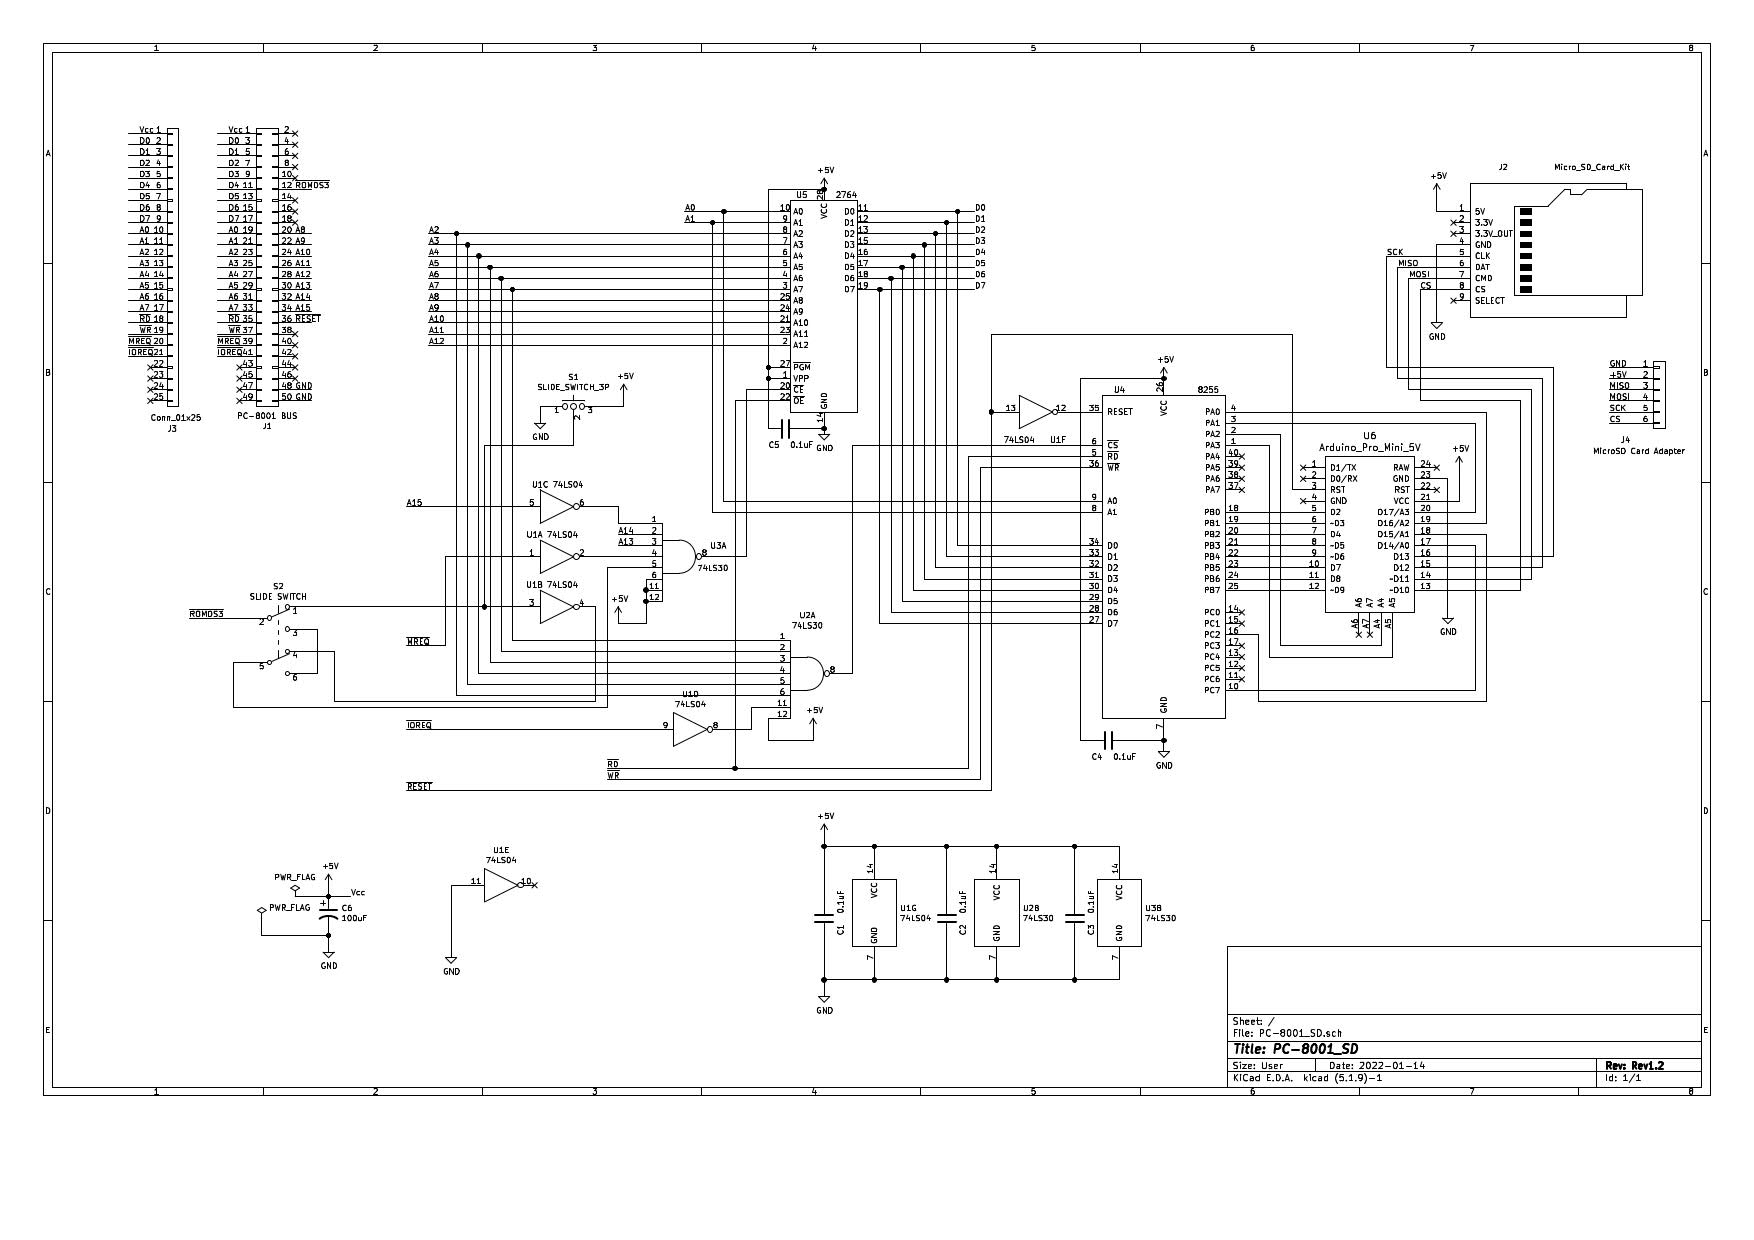 1 2 3 4 5 6 7 8
A B C D E
Vcc 1
D0 2
D1 3
D2 4
D3 5
D4 6
D5 7
D6 8
D7 9
A0 10
A1 11
A2 12
A3 13
A4 14
A5 15
A6 16
A7 17
RD 18
WR 19
MREQ 20
IOREQ 21
22
23
24
25
Conn_01x25
J3
Vcc 1 2
D0 3 4
D1 5 6
D2 7 8
D3 9 10
D4 11 12 ROMDS3
D5 13 14
D6 15 16
D7 17 18
A0 19 20 A8
A1 21 22 A9
A2 23 24 A10
A3 25 26 A11
A4 27 28 A12
A5 29 30 A13
A6 31 32 A14
A7 33 34 A15
RD 35 36 RESET
WR 37 38
MREQ 39 40
IOREQ 41 42
43 44
45 46
47 48 GND
49 50 GND
PC-8001 BUS
J1
+5V
U5 28 2764
VCC
A0 10 A0 D0 11 D0
A1 9 A1 D1 12 D1
A2 8 A2 D2 13 D2
A3 7 A3 D3 15 D3
A4 6 A4 D4 16 D4
A5 5 A5 D5 17 D5
A6 4 A6 D6 18 D6
A7 3 A7 D7 19 D7
A8 25 A8
A9 24 A9
A10 21 A10
A11 23 A11
A12 2 A12
27 PGM
1 VPP
20 CE
22 OE
GND
14
C5 0.1uF GND
S1
SLIDE_SWITCH_3P
+5V
1 3
2
GND
U1C 74LS04
A15 5 6
U1A 74LS04
1 2
U1B 74LS04
3 4
1
A14 2
A13 3
4
5
6
11
12
U3A
8
74LS30
+5V
S2
SLIDE SWITCH
ROMDS3 2 1
3
4
5
6
MREQ
U2A
74LS30
1
2
3
4
5
6
11
12
8
+5V
U1D
74LS04
IOREQ 9 8
RD
WR
RESET
13 12
74LS04 U1F
+5V
26
U4 8255
VCC
35 RESET
6 CS
5 RD
36 WR
9 A0
8 A1
34 D0
33 D1
32 D2
31 D3
30 D4
29 D5
28 D6
27 D7
PA0 4
PA1 3
PA2 2
PA3 1
PA4 40
PA5 39
PA6 38
PA7 37
PB0 18
PB1 19
PB2 20
PB3 21
PB4 22
PB5 23
PB6 24
PB7 25
PC0 14
PC1 15
PC2 16
PC3 17
PC4 13
PC5 12
PC6 11
PC7 10
GND
7
C4 0.1uF
GND
U6
Arduino_Pro_Mini_5V
+5V
1 D1/TX RAW 24
2 D0/RX GND 23
3 RST RST 22
4 GND VCC 21
5 D2 D17/A3 20
6 ~D3 D16/A2 19
7 D4 D15/A1 18
8 ~D5 D14/A0 17
9 ~D6 D13 16
10 D7 D12 15
11 D8 ~D11 14
12 ~D9 ~D10 13
A6 A7 A4 A5
A6 A7 A4 A5
GND
J2 Micro_SD_Card_Kit
+5V
1 5V
2 3.3V
3 3.3V_OUT
4 GND
SCK 5 CLK
MISO 6 DAT
MOSI 7 CMD
CS 8 CS
9 SELECT
GND
GND 1
+5V 2
MISO 3
MOSI 4
SCK 5
CS 6
J4
MicroSD Card Adapter
PWR_FLAG +5V
Vcc
PWR_FLAG
+ C6
100uF
GND
U1E
74LS04
11 10
GND
+5V
14 14 14
C1 0.1uF VCC GND U1G 74LS04
C2 0.1uF VCC GND U2B 74LS30
C3 0.1uF VCC GND U3B 74LS30
7 7 7
GND
Sheet: /
File: PC-8001_SD.sch
Title: PC-8001_SD
Size: User Date: 2022-01-14 Rev: Rev1.2
KiCad E.D.A. kicad (5.1.9)-1 Id: 1/1
1 2 3 4 5 6 7 8
A B C D E